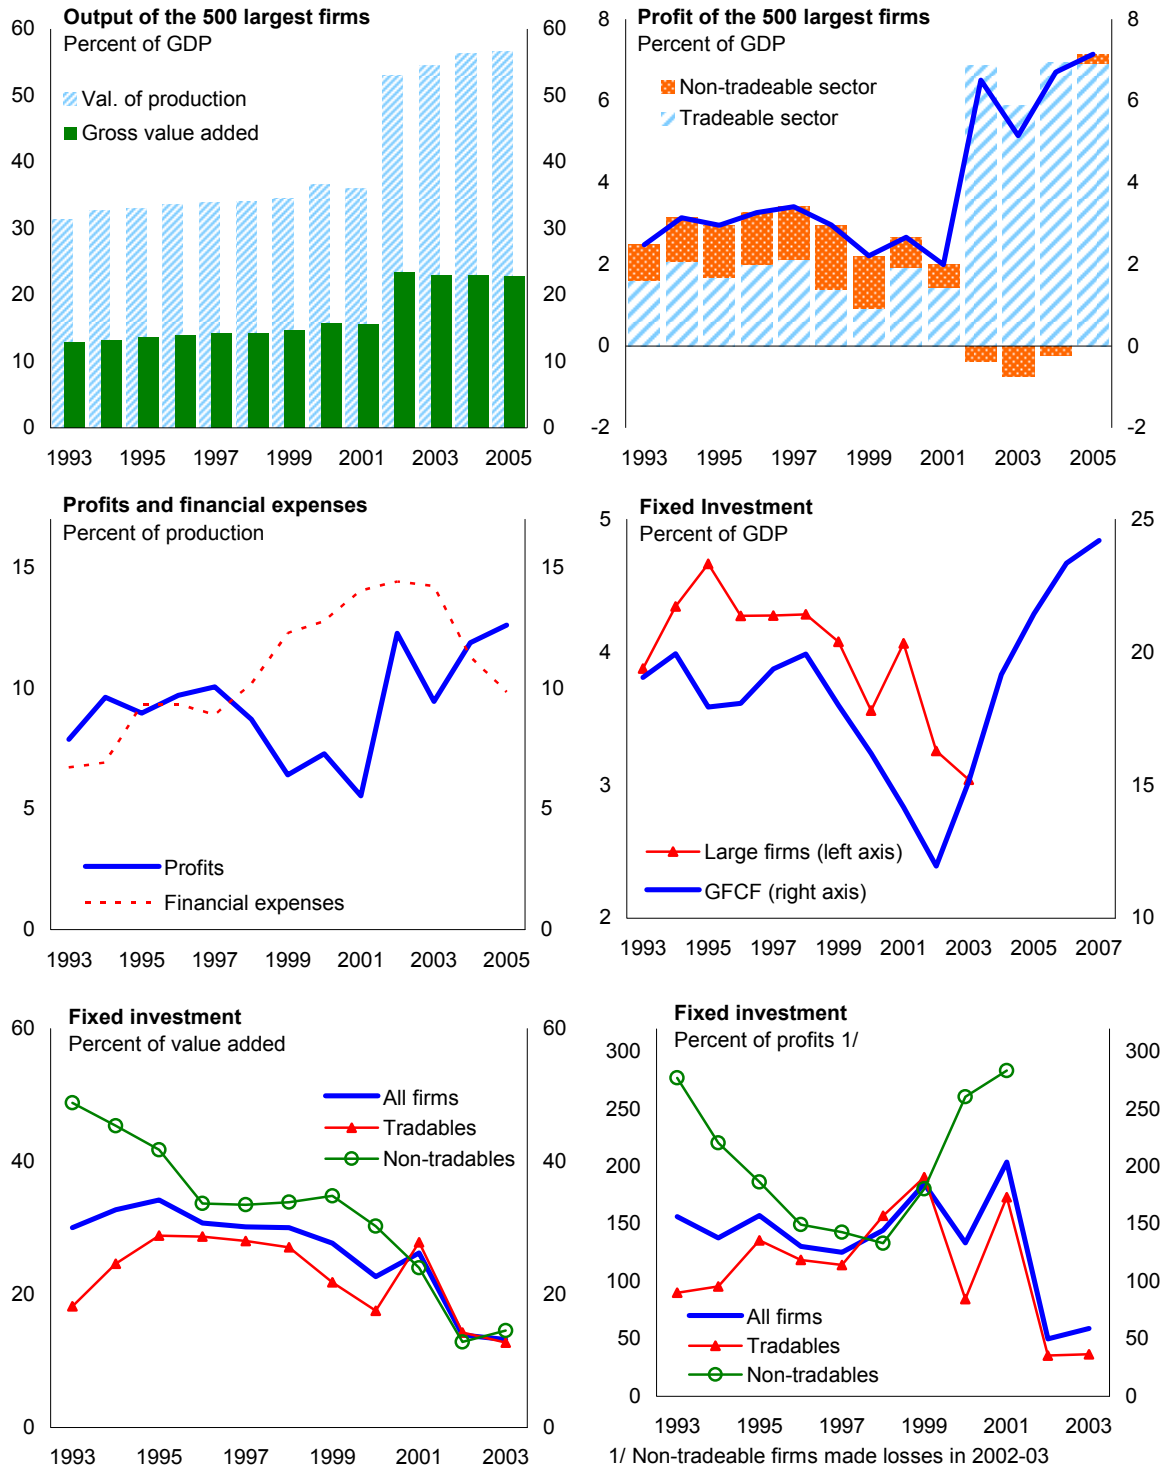 Output of the 500 largest firms
Percent of GDP
Val. of production
Gross value added
60 60
50 50
40 40
30 30
20 20
10 10
0 0
1993 1995 1997 1999 2001 2003 2005
Profit of the 500 largest firms
Percent of GDP
Non-tradeable sector
Tradeable sector
8 8
6 6
4 4
2 2
0 0
-2 -2
1993 1995 1997 1999 2001 2003 2005
Profits and financial expenses
Percent of production
15 15
10 10
5 5
Profits
Financial expenses
0 0
1993 1995 1997 1999 2001 2003 2005
Fixed Investment
Percent of GDP
5 25
4 20
3 15
Large firms (left axis)
GFCF (right axis)
2 10
1993 1995 1997 1999 2001 2003 2005 2007
Fixed investment
Percent of value added
60 60
All firms
Tradables
Non-tradables
40 40
20 20
0 0
1993 1995 1997 1999 2001 2003
Fixed investment
Percent of profits 1/
300 300
250 250
200 200
150 150
100 100
50 50
0 0
All firms
Tradables
Non-tradables
1993 1995 1997 1999 2001 2003
1/ Non-tradeable firms made losses in 2002-03